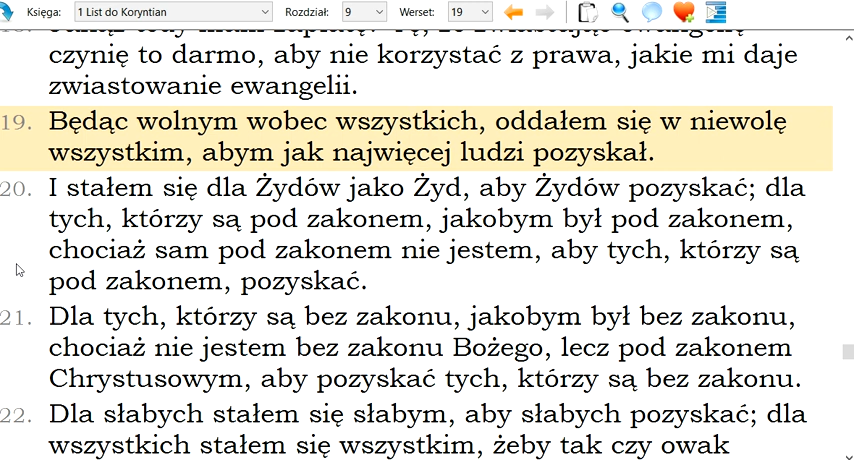 Księga: 1 List do Koryntian Rozdział: 9 Werset: 19
czynię to darmo, aby nie korzystać z prawa, jakie mi daje
zwiastowanie ewangelii.
19. Będąc wolnym wobec wszystkich, oddałem się w niewolę
wszystkim, abym jak najwięcej ludzi pozyskał.
20. I stałem się dla Żydów jako Żyd, aby Żydów pozyskać; dla
tych, którzy są pod zakonem, jakobym był pod zakonem,
chociaż sam pod zakonem nie jestem, aby tych, którzy są
pod zakonem, pozyskać.
21. Dla tych, którzy są bez zakonu, jakobym był bez zakonu,
chociaż nie jestem bez zakonu Bożego, lecz pod zakonem
Chrystusowym, aby pozyskać tych, którzy są bez zakonu.
22. Dla słabych stałem się słabym, aby słabych pozyskać; dla
wszystkich stałem się wszystkim, żeby tak czy owak